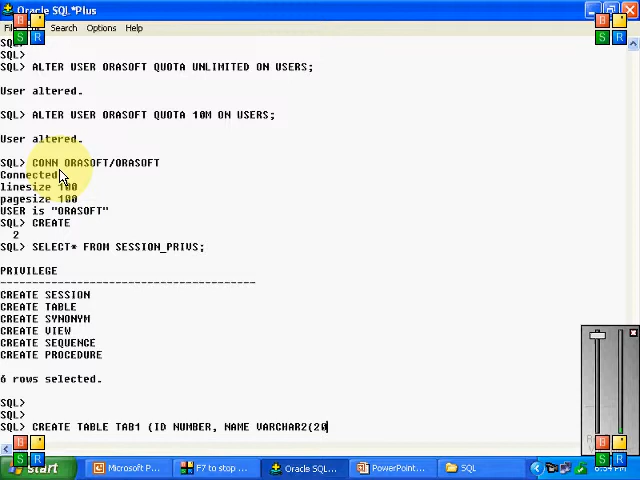 Oracle SQL*Plus
Search Options Help
B
S R
B
S R
SQL>
SQL>
SQL> ALTER USER ORASOFT QUOTA UNLIMITED ON USERS;
User altered.
SQL> ALTER USER ORASOFT QUOTA 10M ON USERS;
User altered.
SQL> CONN ORASOFT/ORASOFT
Connected
linesize 100
pagesize 100
USER is "ORASOFT"
SQL> CREATE
2
SQL> SELECT* FROM SESSION_PRIVS;
PRIVILEGE
----------------------------------------
CREATE SESSION
CREATE TABLE
CREATE SYNONYM
CREATE VIEW
CREATE SEQUENCE
CREATE PROCEDURE
6 rows selected.
SQL>
SQL>
SQL> CREATE TABLE TAB1 (ID NUMBER, NAME VARCHAR2(20
B
S R
B
S R
start Microsoft P... F7 to stop ... Oracle SQL... PowerPoint... SQL